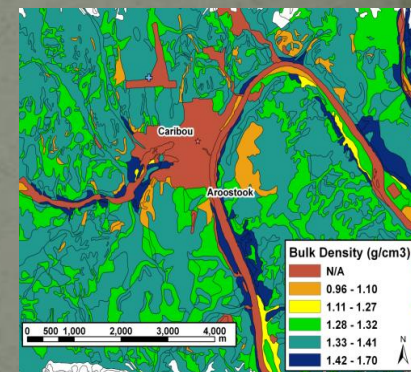 Caribou
Aroostook
Bulk Density (g/cm3)
N/A
0.96 - 1.10
1.11 - 1.27
1.28 - 1.32
1.33 - 1.41
1.42 - 1.70
0 500 1,000 2,000 3,000 4,000
m
N